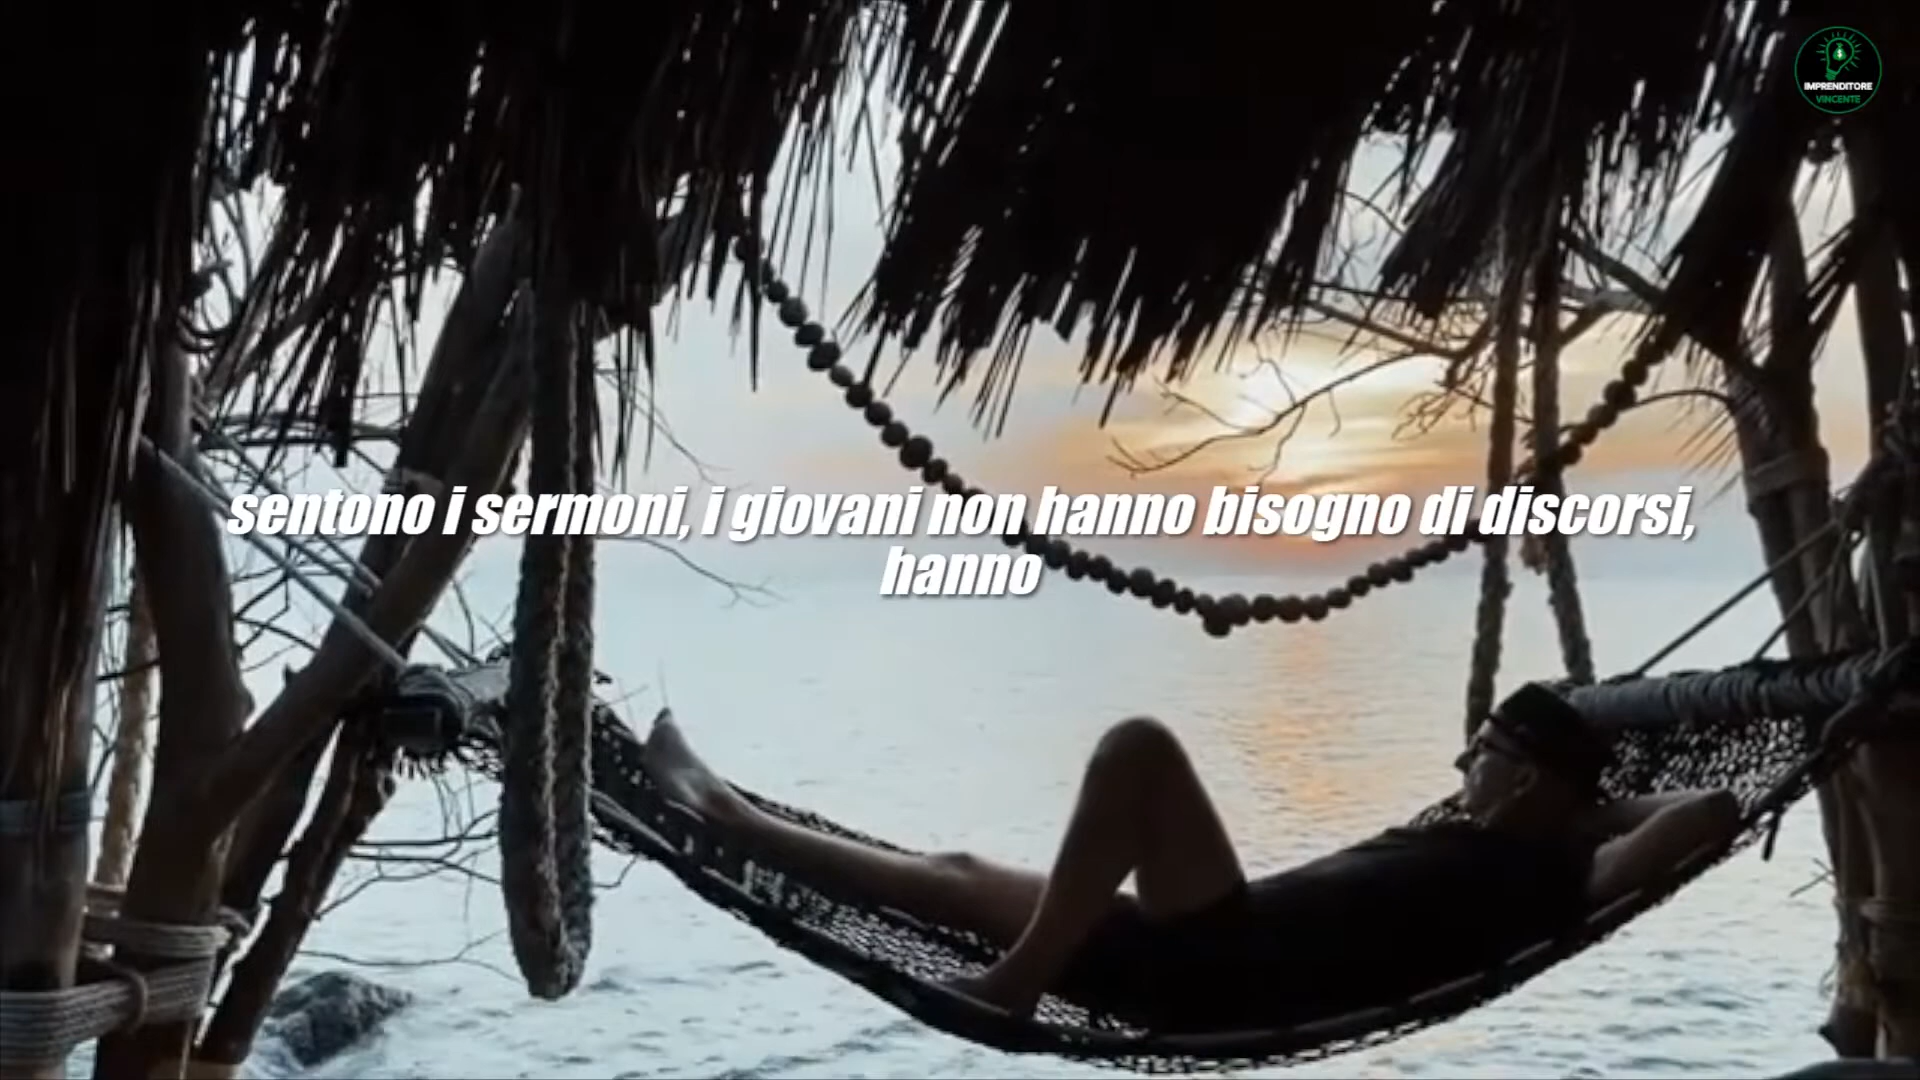 IMPRENDITORE
VINCENTE
sentono i sermoni, i giovani non hanno bisogno di discorsi,
hanno